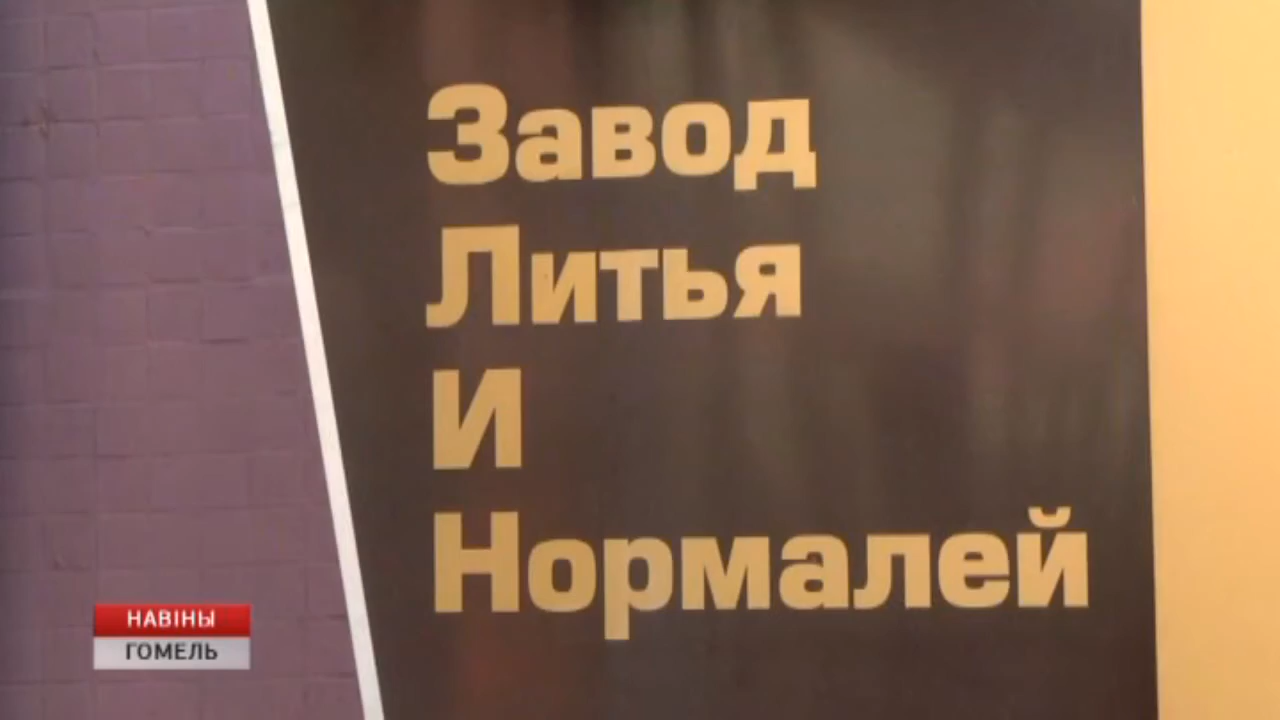 Завод
Литья
И
Нормалей
НАВІНЫ
ГОМЕЛЬ